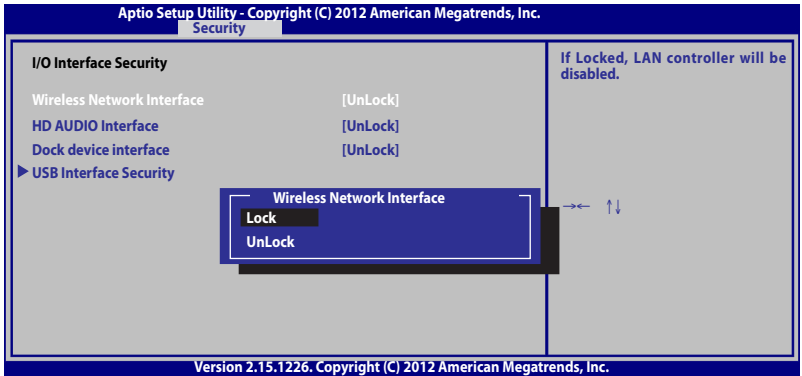 Aptio Setup Utility - Copyright (C) 2012 American Megatrends, Inc.
Security
I/O Interface Security
Wireless Network Interface [UnLock]
HD AUDIO Interface [UnLock]
Dock device interface [UnLock]
USB Interface Security
If Locked, LAN controller will be
disabled.
Wireless Network Interface
Lock
UnLock
→← ↑↓
Version 2.15.1226. Copyright (C) 2012 American Megatrends, Inc.